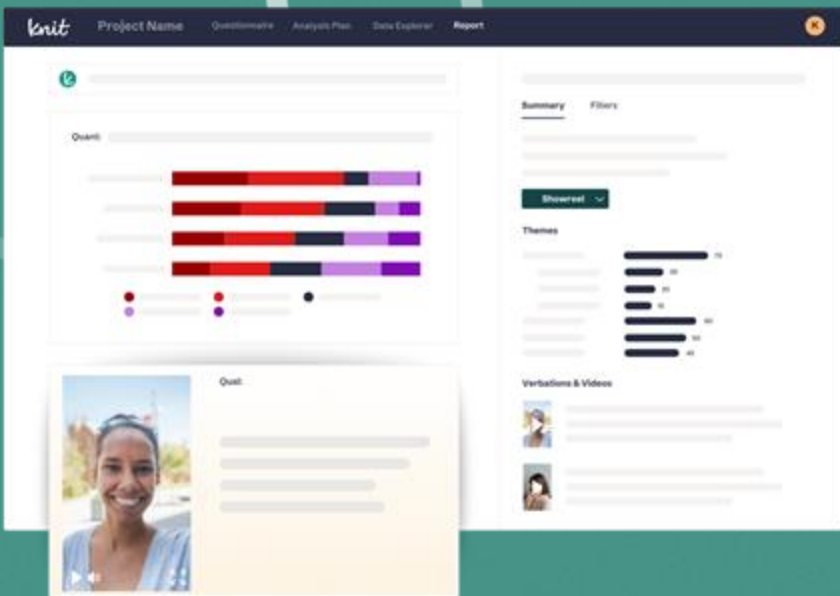 knit Project Name Questionnaire Analysis Plan Data Explorer Report K
Quant:
Qual:
Summary Filters
Showreel
Themes
Verbatims & Videos